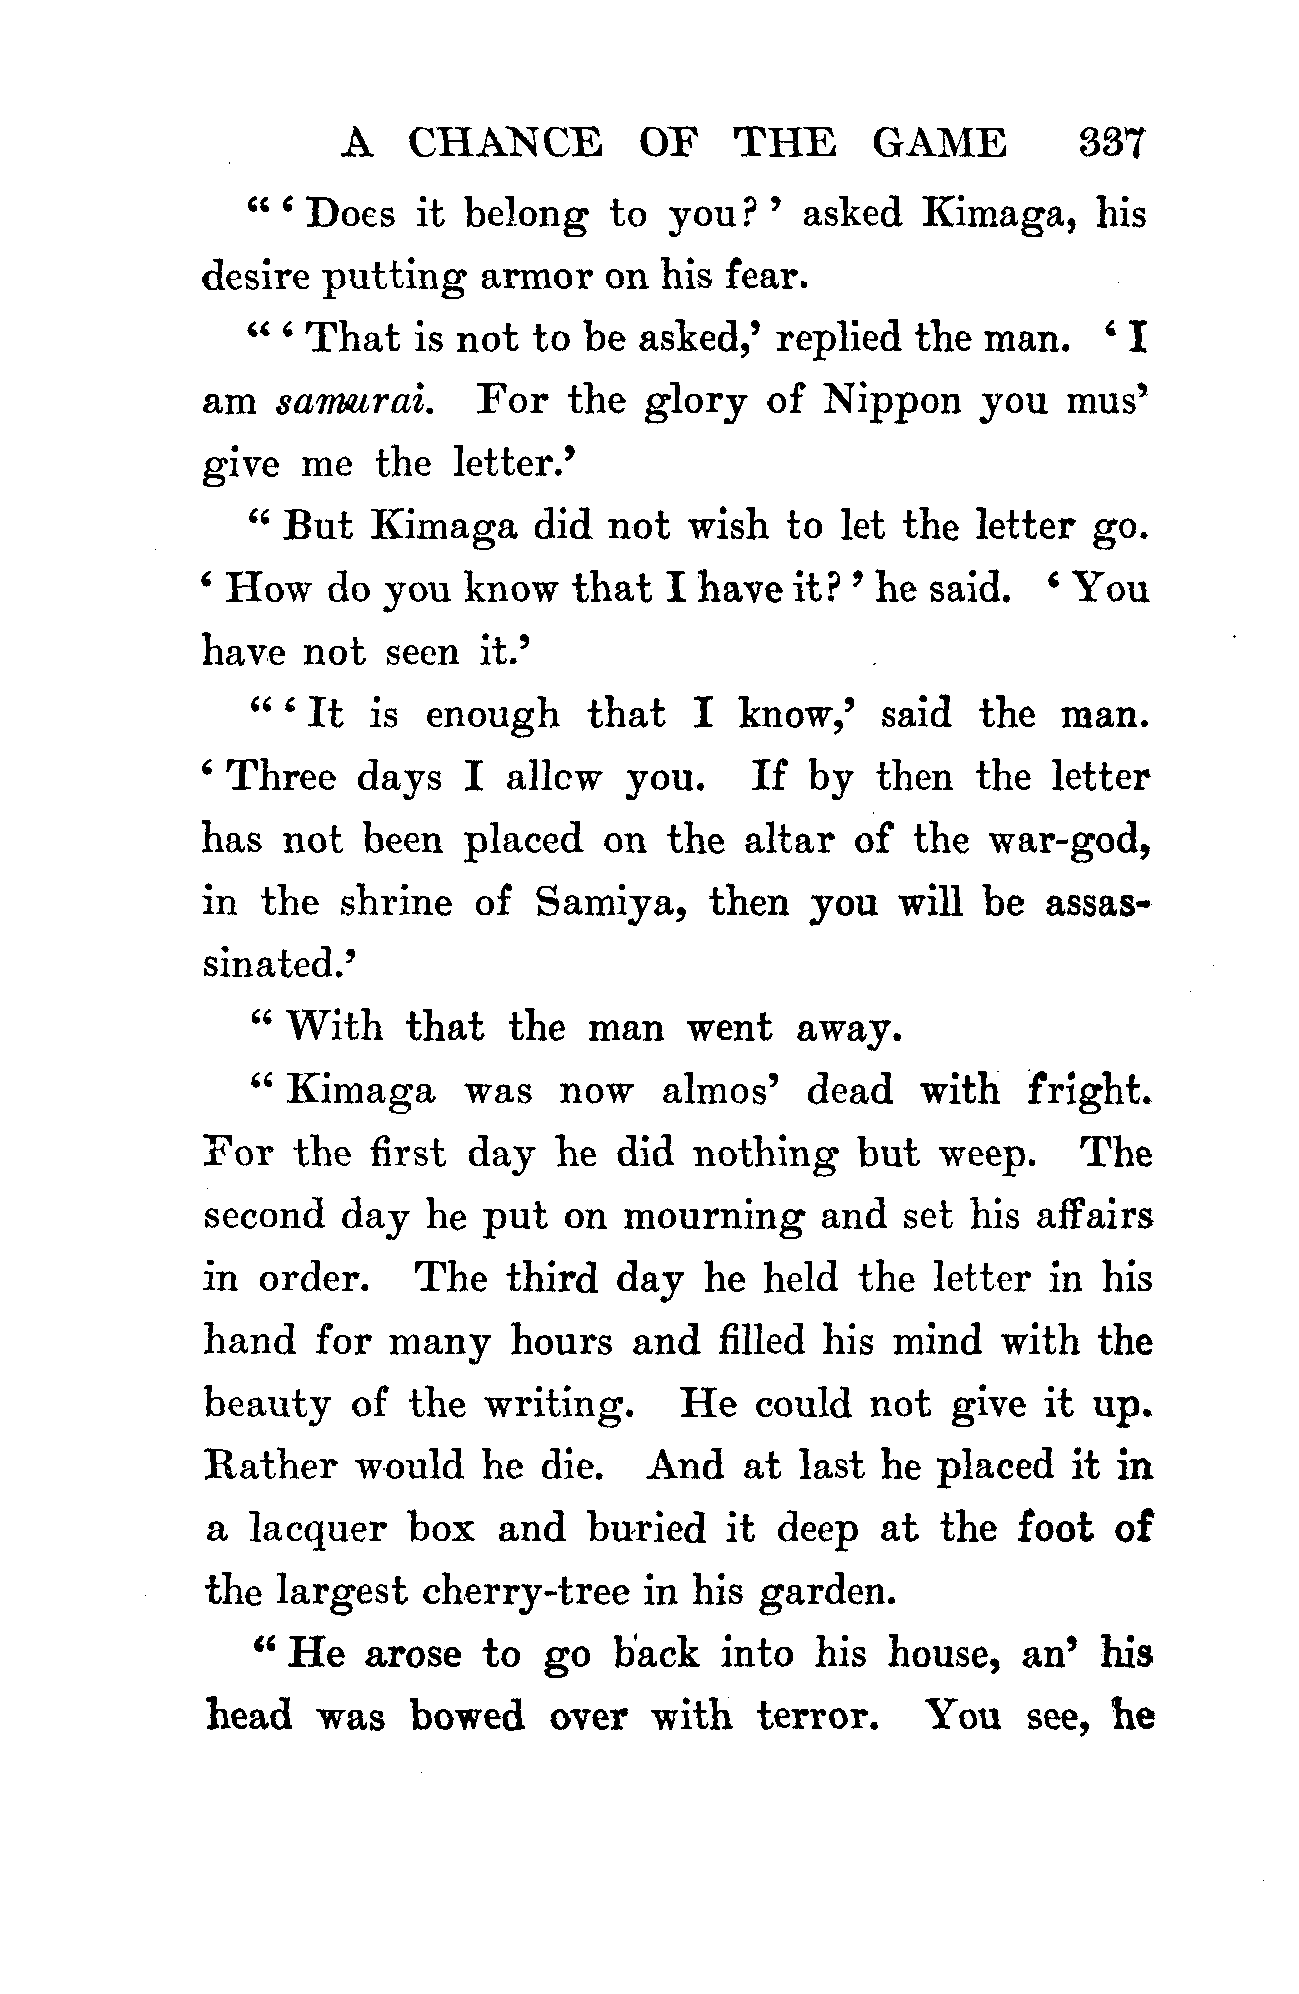 A CHANCE OF THE GAME 337
“ ‘ Does it belong to you? ’ asked Kimaga, his
desire putting armor on his fear.
“ ‘ That is not to be asked,’ replied the man. ‘ I
am samurai. For the glory of Nippon you mus’
give me the letter.’
“ But Kimaga did not wish to let the letter go.
‘ How do you know that I have it? ’ he said. ‘ You
have not seen it.’
“ ‘ It is enough that I know,’ said the man.
‘ Three days I allow you. If by then the letter
has not been placed on the altar of the war-god,
in the shrine of Samiya, then you will be assas-
sinated.’
“ With that the man went away.
“ Kimaga was now almos’ dead with fright.
For the first day he did nothing but weep. The
second day he put on mourning and set his affairs
in order. The third day he held the letter in his
hand for many hours and filled his mind with the
beauty of the writing. He could not give it up.
Rather would he die. And at last he placed it in
a lacquer box and buried it deep at the foot of
the largest cherry-tree in his garden.
“ He arose to go back into his house, an’ his
head was bowed over with terror. You see, he